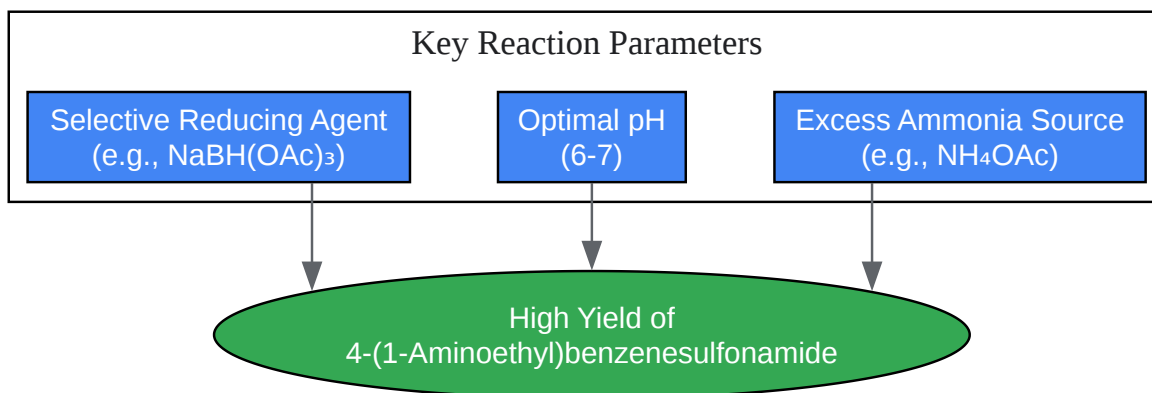 Key Reaction Parameters
Selective Reducing Agent
(e.g., NaBH(OAc)₃)
Optimal pH
(6-7)
Excess Ammonia Source
(e.g., NH₄OAc)
High Yield of
4-(1-Aminoethyl)benzenesulfonamide